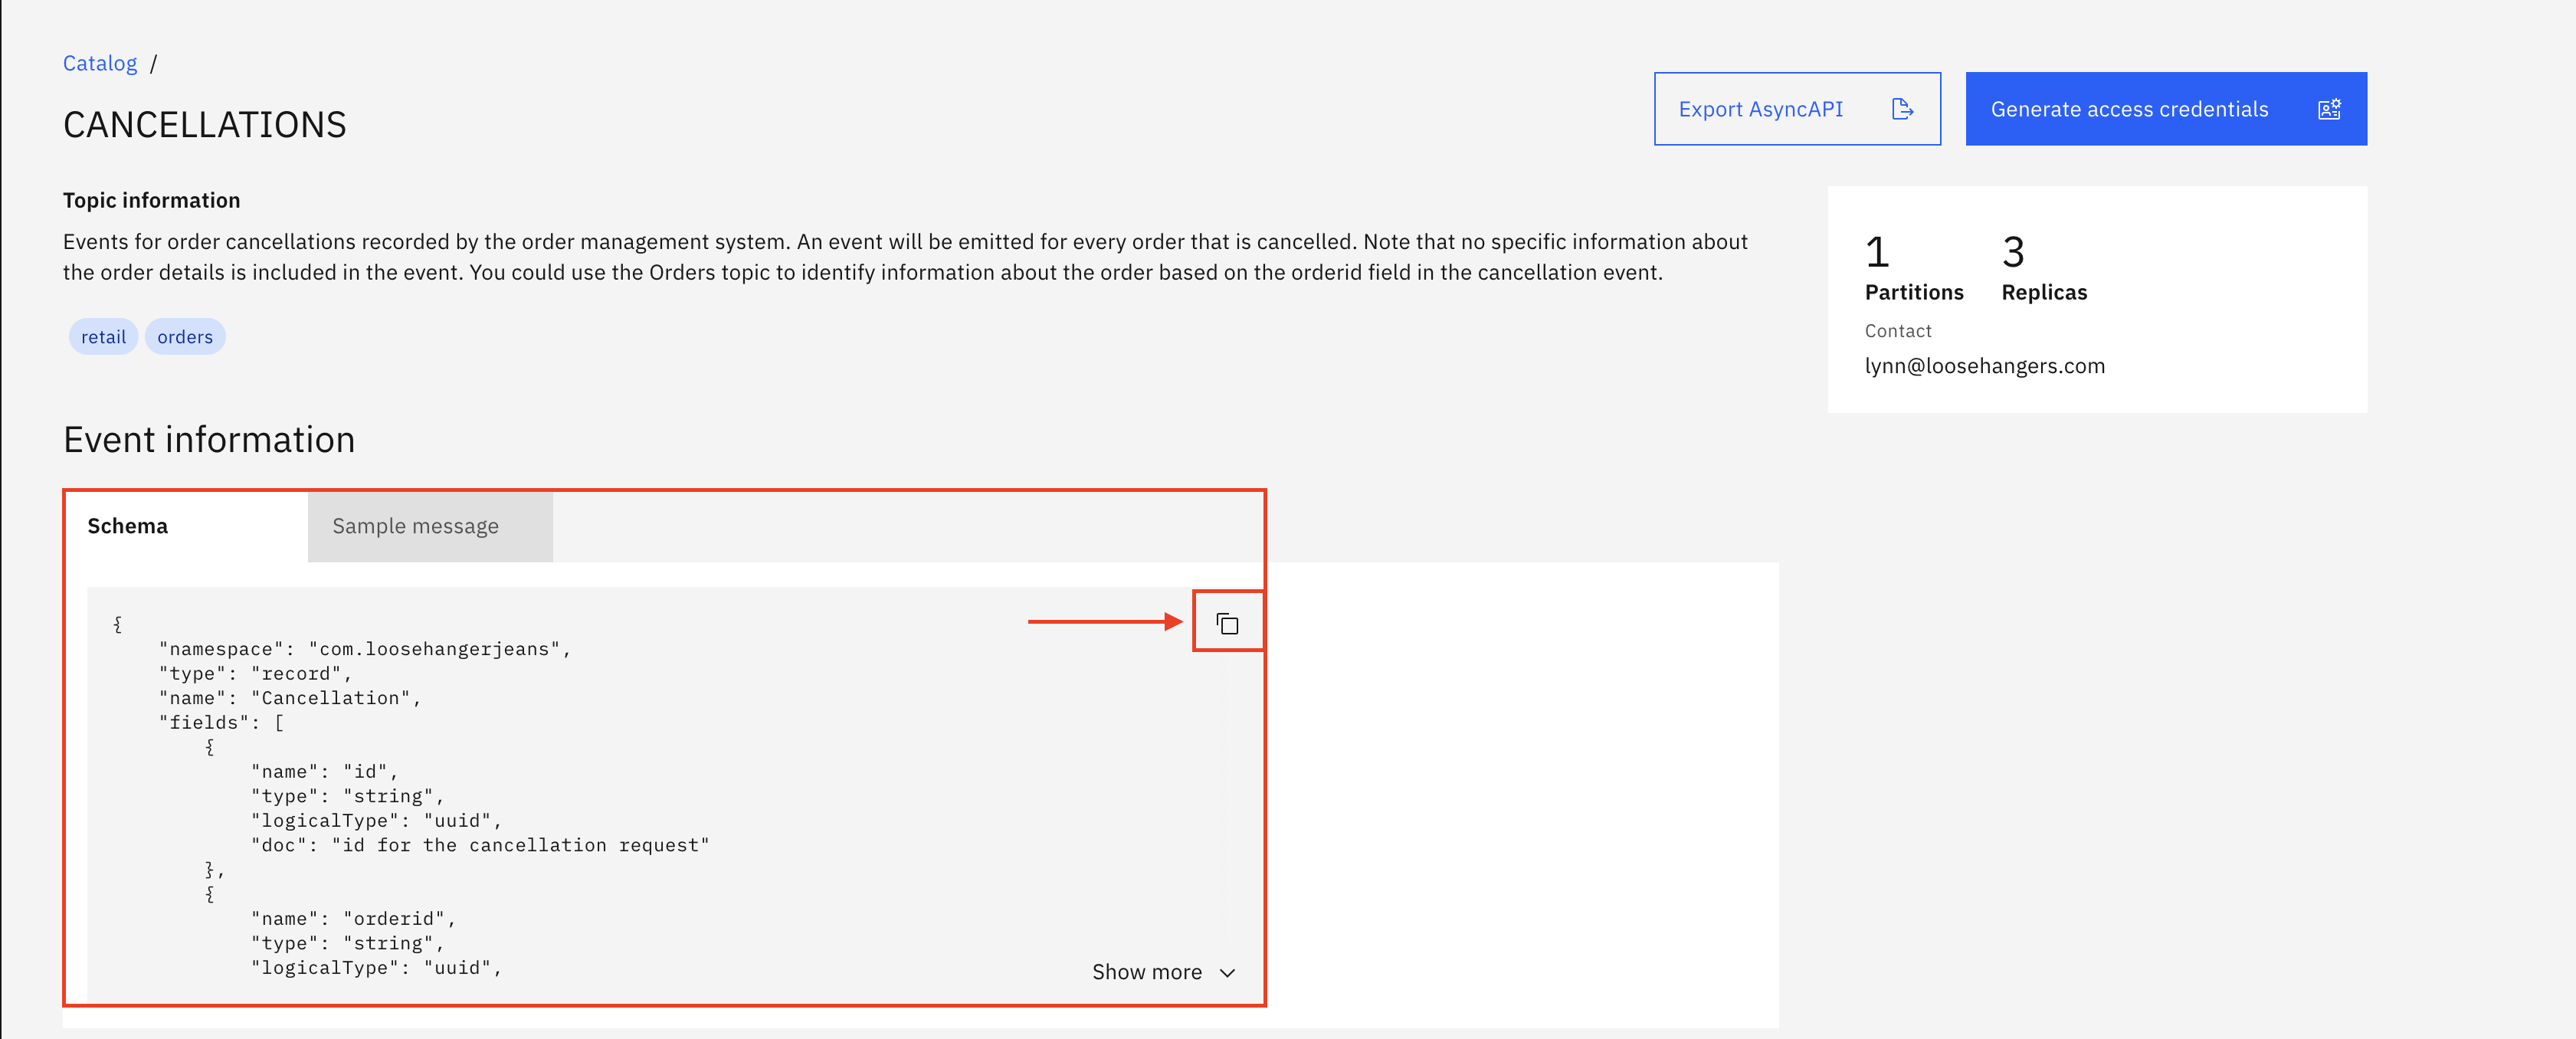 Catalog /
CANCELLATIONS
Export AsyncAPI
Generate access credentials
Topic information
Events for order cancellations recorded by the order management system. An event will be emitted for every order that is cancelled. Note that no specific information about
the order details is included in the event. You could use the Orders topic to identify information about the order based on the orderid field in the cancellation event.
retail orders
1 3
Partitions Replicas
Contact
lynn@loosehangers.com
Event information
Schema Sample message
{
    "namespace": "com.loosehangerjeans",
    "type": "record",
    "name": "Cancellation",
    "fields": [
        {
            "name": "id",
            "type": "string",
            "logicalType": "uuid",
            "doc": "id for the cancellation request"
        },
        {
            "name": "orderid",
            "type": "string",
            "logicalType": "uuid",
Show more